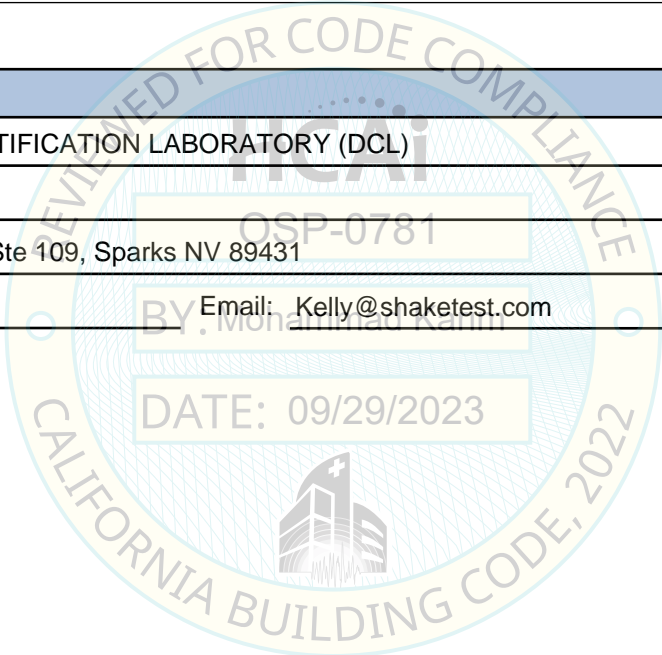 REVIEWED FOR CODE COMPLIANCE
HCAi
TIFICATION LABORATORY (DCL)
OSP-0781
Ste 109, Sparks NV 89431
Email: Kelly@shaketest.com
BY: Mohammad Karim
DATE: 09/29/2023
CALIFORNIA BUILDING CODE, 2022